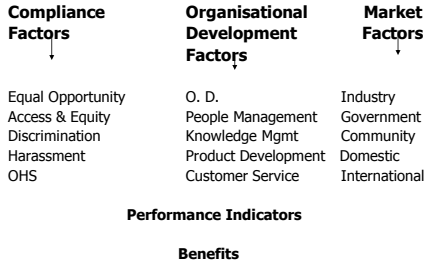 Compliance Factors
Organisational Development Factors
Market Factors
Equal Opportunity
Access & Equity
Discrimination
Harassment
OHS
O. D.
People Management
Knowledge Mgmt
Product Development
Customer Service
Industry
Government
Community
Domestic
International
Performance Indicators
Benefits